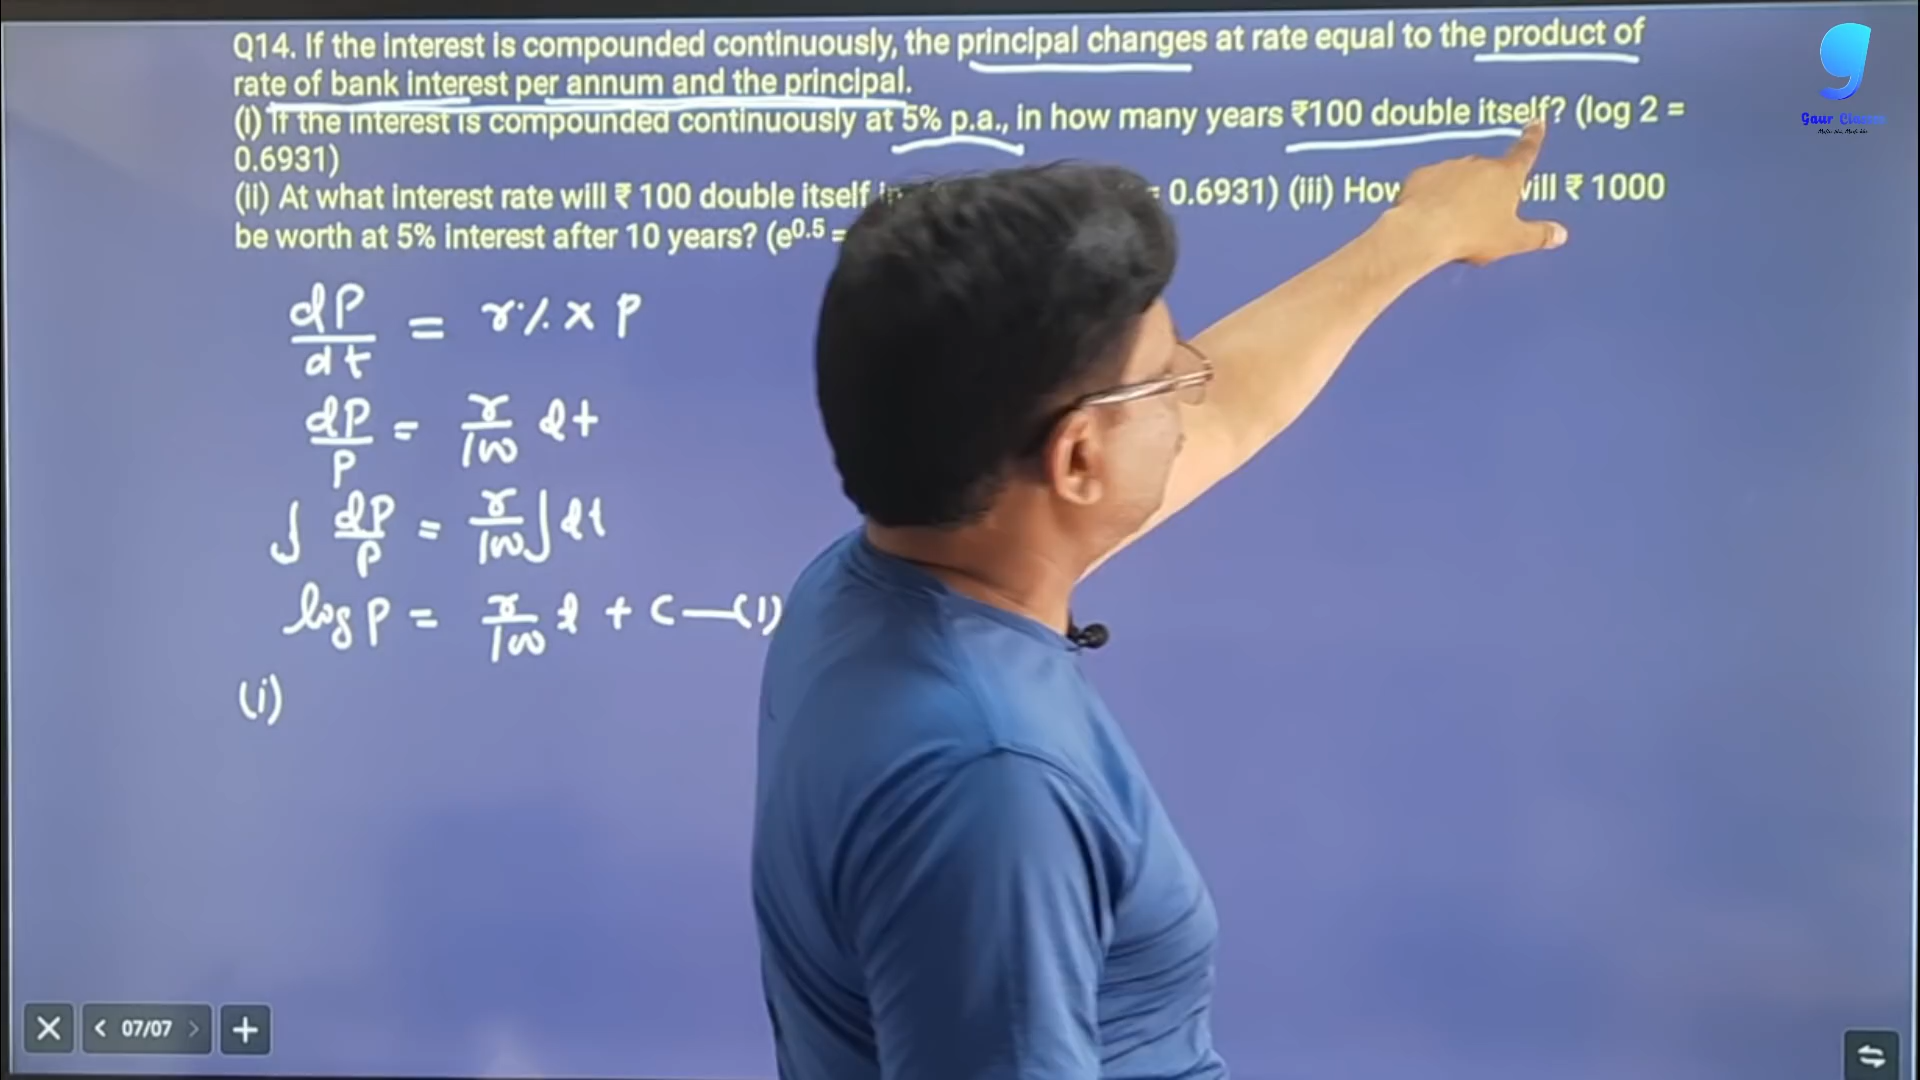 Q14. If the interest is compounded continuously, the principal changes at rate equal to the product of
rate of bank interest per annum and the principal.
(i) If the interest is compounded continuously at 5% p.a., in how many years ₹100 double itself? (log 2 =
0.6931)
(ii) At what interest rate will ₹ 100 double itself = 0.6931) (iii) How will ₹ 1000
be worth at 5% interest after 10 years? (e^0.5 =
dP/dt = r% x P
dP/P = r/100 dt
∫ dP/P = r/100 ∫ dt
log P = r/100 t + C —(1)
(i)
Gaur Classes
07/07